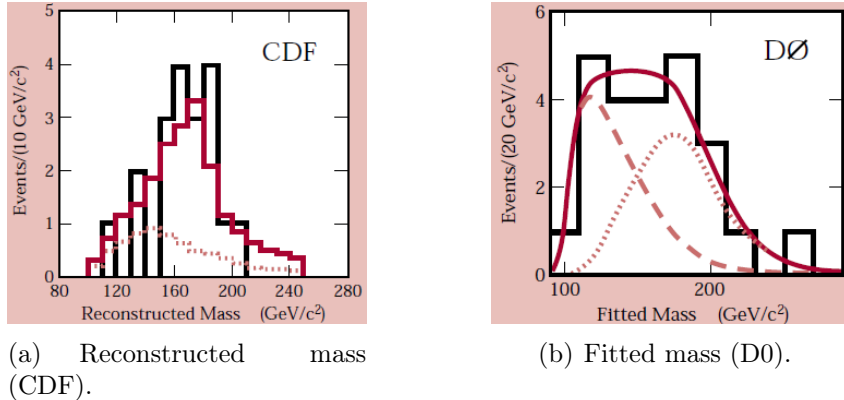 5
4
3
2
1
0
Events/(10 GeV/c²)
CDF
80 120 160 200 240 280
Reconstructed Mass (GeV/c²)
(a) Reconstructed mass
(CDF).
6
4
2
0
Events/(20 GeV/c²)
DØ
100 200
Fitted Mass (GeV/c²)
(b) Fitted mass (D0).